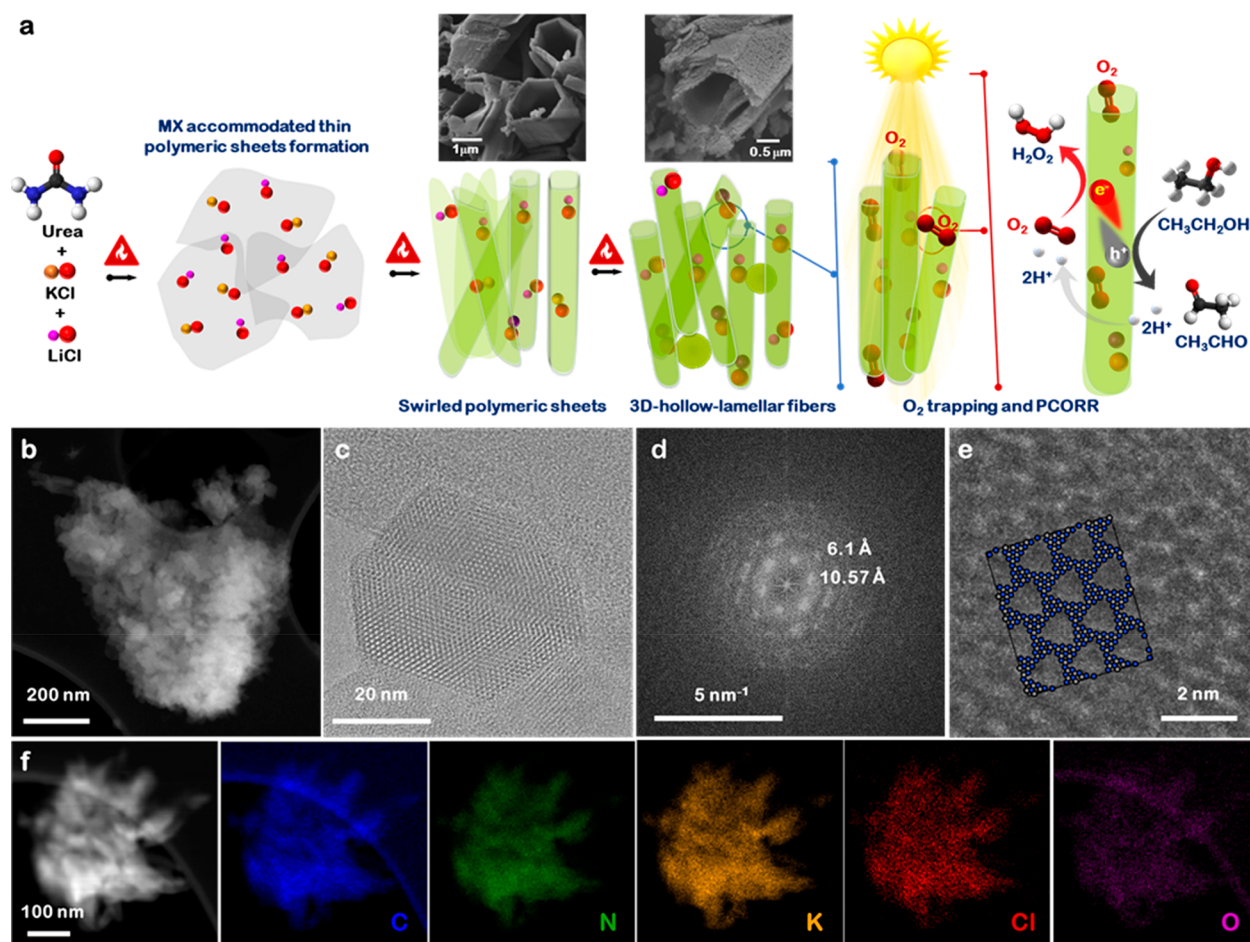 a
MX accommodated thin
polymeric sheets formation
Urea
+
KCl
+
LiCl
1μm
0.5 μm
Swirled polymeric sheets
3D-hollow-lamellar fibers
O₂
O₂
O₂ trapping and PCORR
O₂
H₂O₂
e⁻
O₂
h⁺
CH₃CH₂OH
2H⁺
2H⁺
CH₃CHO
b
200 nm
c
20 nm
d
6.1 Å
10.57 Å
5 nm⁻¹
e
2 nm
f
100 nm
C
N
K
Cl
O